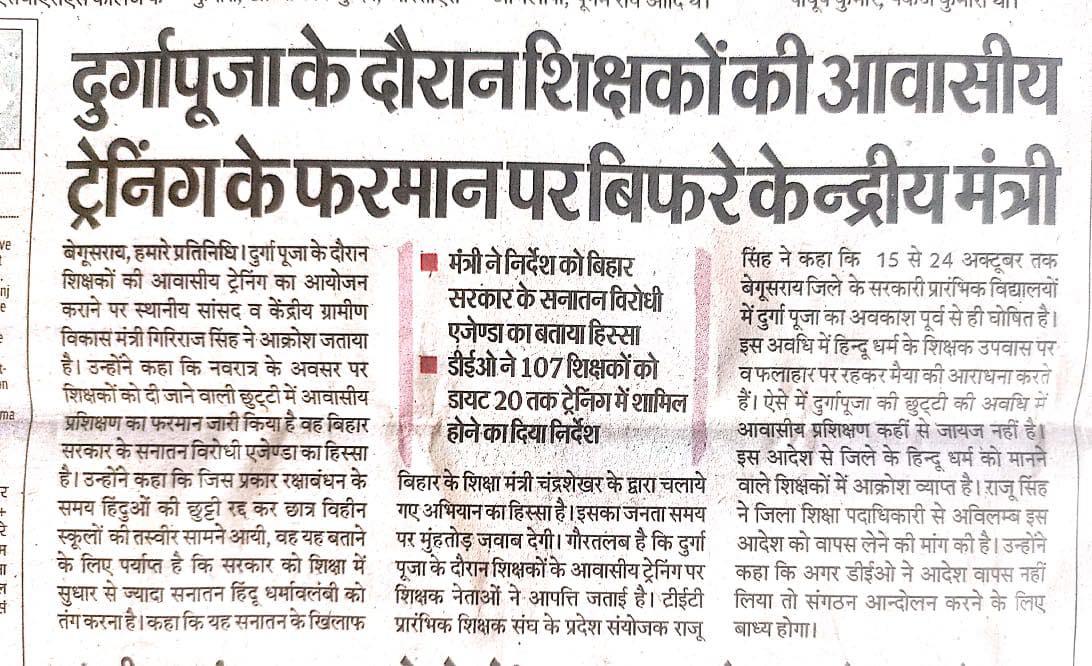 दुर्गापूजा के दौरान शिक्षकों की आवासीय
ट्रेनिंग के फरमान पर बिफरे केन्द्रीय मंत्री
बेगूसराय, हमारे प्रतिनिधि। दुर्गा पूजा के दौरान
शिक्षकों की आवासीय ट्रेनिंग का आयोजन
कराने पर स्थानीय सांसद व केंद्रीय ग्रामीण
विकास मंत्री गिरिराज सिंह ने आक्रोश जताया
है। उन्होंने कहा कि नवरात्र के अवसर पर
शिक्षकों को दी जाने वाली छुट्टी में आवासीय
प्रशिक्षण का फरमान जारी किया है वह बिहार
सरकार के सनातन विरोधी एजेण्डा का हिस्सा
है। उन्होंने कहा कि जिस प्रकार रक्षाबंधन के
समय हिंदुओं की छुट्टी रद्द कर छात्र विहीन
स्कूलों की तस्वीर सामने आयी, वह यह बताने
के लिए पर्याप्त है कि सरकार को शिक्षा में
सुधार से ज्यादा सनातन हिंदू धर्मावलंबी को
तंग करना है। कहा कि यह सनातन के खिलाफ
मंत्री ने निर्देश को बिहार
सरकार के सनातन विरोधी
एजेण्डा का बताया हिस्सा
डीईओ ने 107 शिक्षकों को
डायट 20 तक ट्रेनिंग में शामिल
होने का दिया निर्देश
बिहार के शिक्षा मंत्री चंद्रशेखर के द्वारा चलाये
गए अभियान का हिस्सा है। इसका जनता समय
पर मुंहतोड़ जवाब देगी। गौरतलब है कि दुर्गा
पूजा के दौरान शिक्षकों के आवासीय ट्रेनिंग पर
शिक्षक नेताओं ने आपत्ति जताई है। टीईटी
प्रारंभिक शिक्षक संघ के प्रदेश संयोजक राजू
सिंह ने कहा कि 15 से 24 अक्टूबर तक
बेगूसराय जिले के सरकारी प्रारंभिक विद्यालयों
में दुर्गा पूजा का अवकाश पूर्व से ही घोषित है।
इस अवधि में हिन्दू धर्म के शिक्षक उपवास पर
व फलाहार पर रहकर मैया की आराधना करते
हैं। ऐसे में दुर्गापूजा की छुट्टी की अवधि में
आवासीय प्रशिक्षण कहीं से जायज नहीं है।
इस आदेश से जिले के हिन्दू धर्म को मानने
वाले शिक्षकों में आक्रोश व्याप्त है। राजू सिंह
ने जिला शिक्षा पदाधिकारी से अविलम्ब इस
आदेश को वापस लेने की मांग की है। उन्होंने
कहा कि अगर डीईओ ने आदेश वापस नहीं
लिया तो संगठन आन्दोलन करने के लिए
बाध्य होगा।